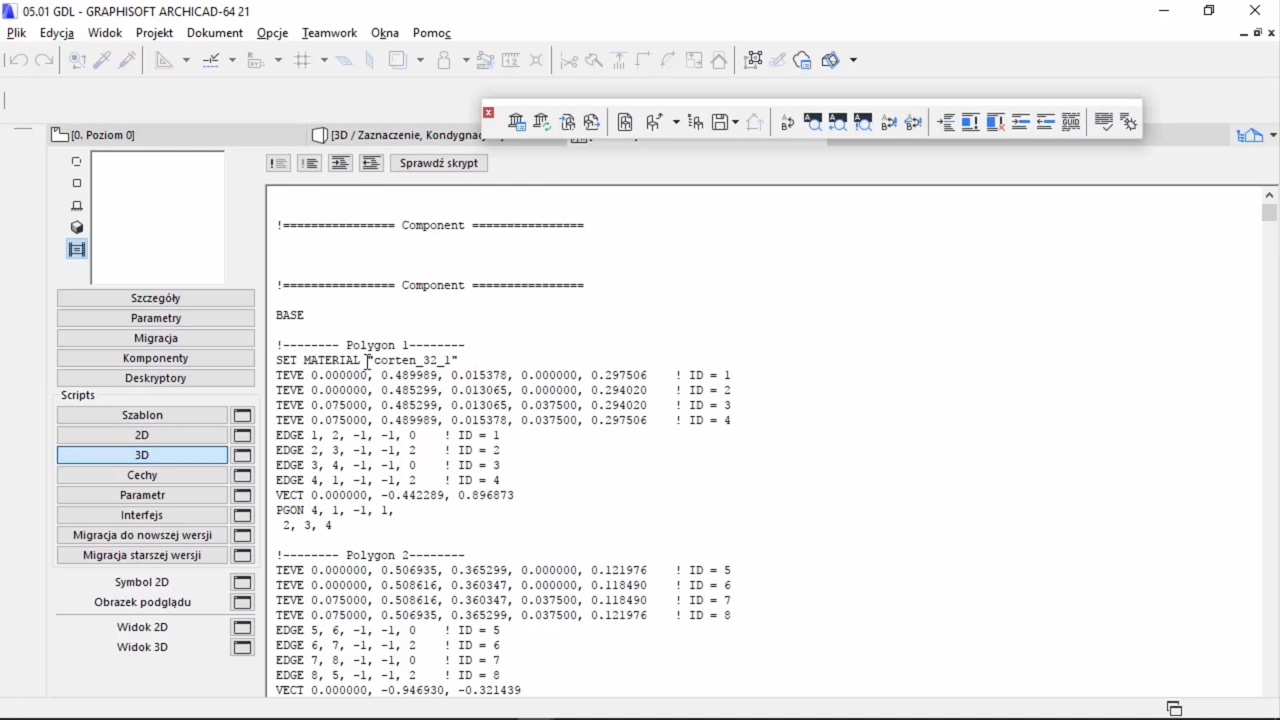 05.01 GDL - GRAPHISOFT ARCHICAD-64 21
Plik Edycja Widok Projekt Dokument Opcje Teamwork Okna Pomoc
[0. Poziom 0]
[3D / Zaznaczenie, Kondygnac
Sprawdź skrypt
Szczegóły
Parametry
Migracja
Komponenty
Deskryptory
Scripts
Szablon
2D
3D
Cechy
Parametr
Interfejs
Migracja do nowszej wersji
Migracja starszej wersji
Symbol 2D
Obrazek podglądu
Widok 2D
Widok 3D
!================ Component ================
!================ Component ================
BASE
!-------- Polygon 1--------
SET MATERIAL "corten_32_1"
TEVE 0.000000, 0.489989, 0.015378, 0.000000, 0.297506 ! ID = 1
TEVE 0.000000, 0.485299, 0.013065, 0.000000, 0.294020 ! ID = 2
TEVE 0.075000, 0.485299, 0.013065, 0.037500, 0.294020 ! ID = 3
TEVE 0.075000, 0.489989, 0.015378, 0.037500, 0.297506 ! ID = 4
EDGE 1, 2, -1, -1, 0 ! ID = 1
EDGE 2, 3, -1, -1, 2 ! ID = 2
EDGE 3, 4, -1, -1, 0 ! ID = 3
EDGE 4, 1, -1, -1, 2 ! ID = 4
VECT 0.000000, -0.442289, 0.896873
PGON 4, 1, -1, 1,
2, 3, 4
!-------- Polygon 2--------
TEVE 0.000000, 0.506935, 0.365299, 0.000000, 0.121976 ! ID = 5
TEVE 0.000000, 0.508616, 0.360347, 0.000000, 0.118490 ! ID = 6
TEVE 0.075000, 0.508616, 0.360347, 0.037500, 0.118490 ! ID = 7
TEVE 0.075000, 0.506935, 0.365299, 0.037500, 0.121976 ! ID = 8
EDGE 5, 6, -1, -1, 0 ! ID = 5
EDGE 6, 7, -1, -1, 2 ! ID = 6
EDGE 7, 8, -1, -1, 0 ! ID = 7
EDGE 8, 5, -1, -1, 2 ! ID = 8
VECT 0.000000, -0.946930, -0.321439